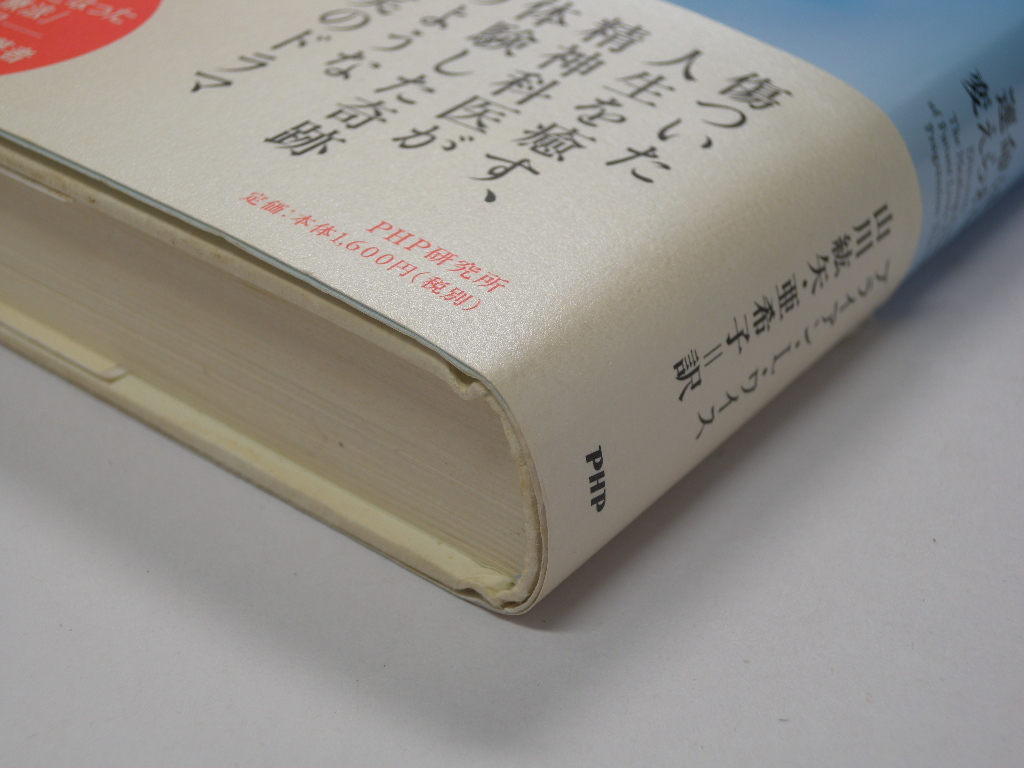 傷ついた
人生を癒す、
精神科医が
体験した奇跡
のような
実のドラマ
PHP研究所
定価：本体1,600円(税別)
ブライアン・L・ワイス
山川紘矢・亜希子＝訳
PHP